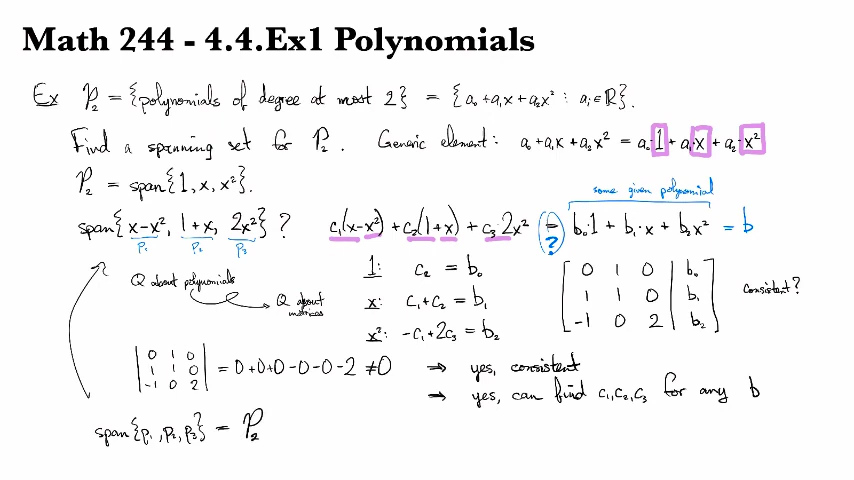 Math 244 - 4.4.Ex1 Polynomials
Ex P₂ = {polynomials of degree at most 2} = {a₀+a₁x+a₂x² : aᵢ∈ℝ}.
Find a spanning set for P₂. Generic element: a₀+a₁x+a₂x² = a₀·1+a₁·x+a₂·x²
P₂ = span{1, x, x²}.
some given polynomial
span{x-x², 1+x, 2x²} ? c₁(x-x²)+c₂(1+x)+c₃·2x² = b₀·1+b₁·x+b₂x² = b
p₁ p₂ p₃ ?
Q about polynomials
Q about matrices
1: c₂ = b₀
x: c₁+c₂ = b₁
x²: -c₁+2c₃ = b₂
[0 1 0 | b₀
1 1 0 | b₁
-1 0 2 | b₂]
consistent?
|0 1 0
1 1 0
-1 0 2| = 0+0+0-0-0-2 ≠0 → yes, consistent
→ yes, can find c₁,c₂,c₃ for any b
span{p₁,p₂,p₃} = P₂